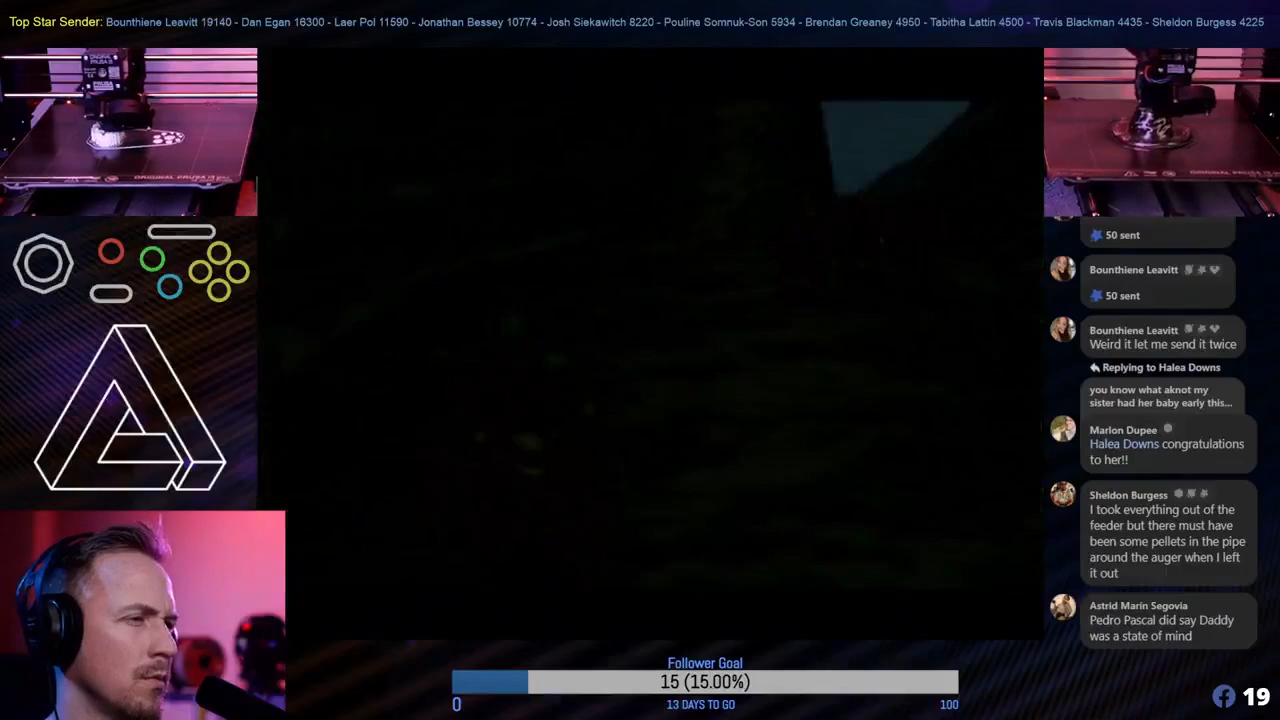 Top Star Sender: Bounthiene Leavitt 19140 - Dan Egan 16300 - Laer Pol 11590 - Jonathan Bessey 10774 - Josh Siekawitch 8220 - Pouline Somnuk-Son 5934 - Brendan Greaney 4950 - Tabitha Lattin 4500 - Travis Blackman 4435 - Sheldon Burgess 4225
50 sent
Bounthiene Leavitt
50 sent
Bounthiene Leavitt
Weird it let me send it twice
Replying to Halea Downs
you know what aknot my
sister had her baby early this...
Marlon Dupee
Halea Downs congratulations
to her!!
Sheldon Burgess
I took everything out of the
feeder but there must have
been some pellets in the pipe
around the auger when I left
it out
Astrid Marín Segovia
Pedro Pascal did say Daddy
was a state of mind
Follower Goal
15 (15.00%)
0
13 DAYS TO GO
100
19